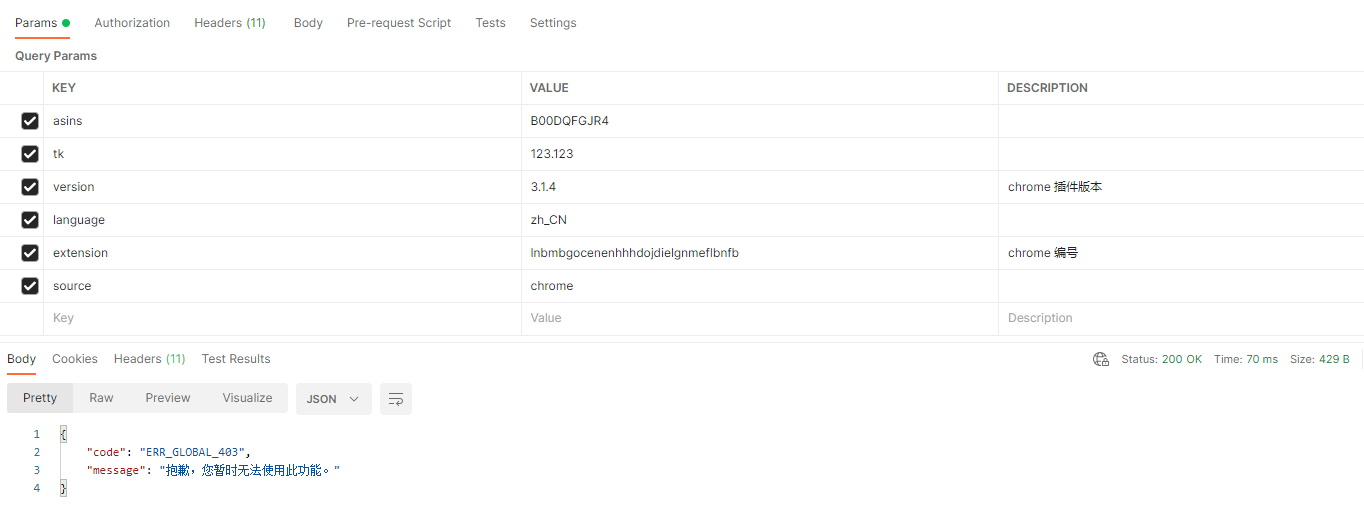 Params Authorization Headers (11) Body Pre-request Script Tests Settings
Query Params
KEY VALUE DESCRIPTION
asins B00DQFGJR4
tk 123.123
version 3.1.4 chrome 插件版本
language zh_CN
extension lnbmbgocenenhhhdojdielgnmeflbnfb chrome 编号
source chrome
Key Value Description
Body Cookies Headers (11) Test Results Status: 200 OK Time: 70 ms Size: 429 B
Pretty Raw Preview Visualize JSON
1 {
2 "code": "ERR_GLOBAL_403",
3 "message": "抱歉，您暂时无法使用此功能。"
4 }